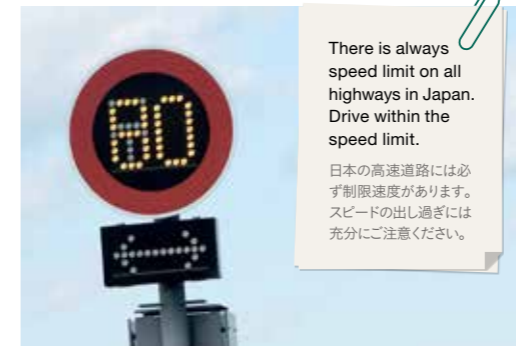 80
There is always
speed limit on all
highways in Japan.
Drive within the
speed limit.
日本の高速道路には必
ず制限速度があります。
スピードの出し過ぎには
充分にご注意ください。